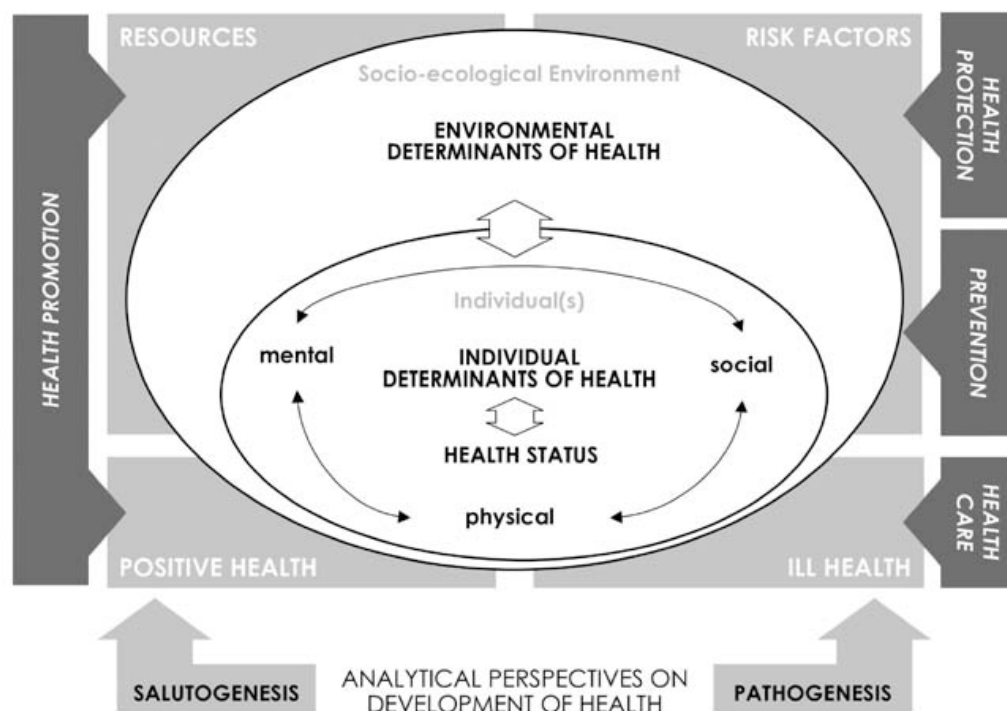 RESOURCES
RISK FACTORS
HEALTH
PROTECTION
Socio-ecological Environment
ENVIRONMENTAL
DETERMINANTS OF HEALTH
HEALTH PROMOTION
Individual(s)
mental
INDIVIDUAL
DETERMINANTS OF HEALTH
social
PREVENTION
HEALTH STATUS
physical
HEALTH
CARE
POSITIVE HEALTH
ILL HEALTH
SALUTOGENESIS
ANALYTICAL PERSPECTIVES ON
DEVELOPMENT OF HEALTH
PATHOGENESIS